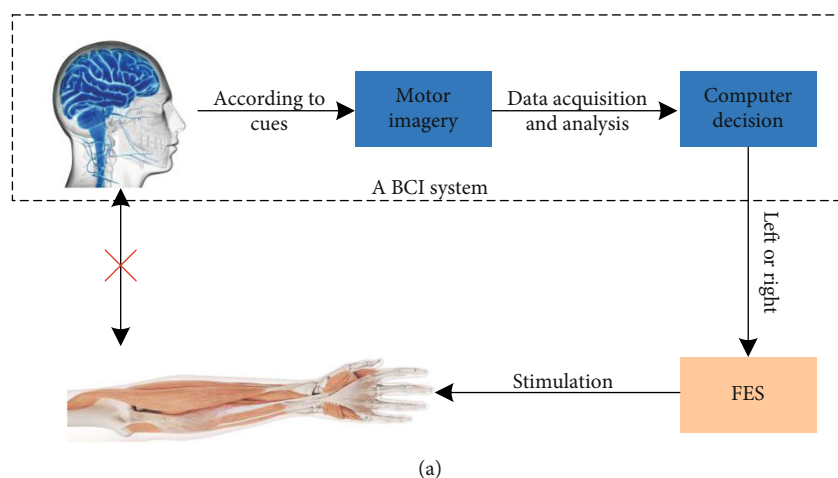 According to
cues
Motor
imagery
Data acquisition
and analysis
Computer
decision
A BCI system
Left or right
Stimulation
FES
(a)